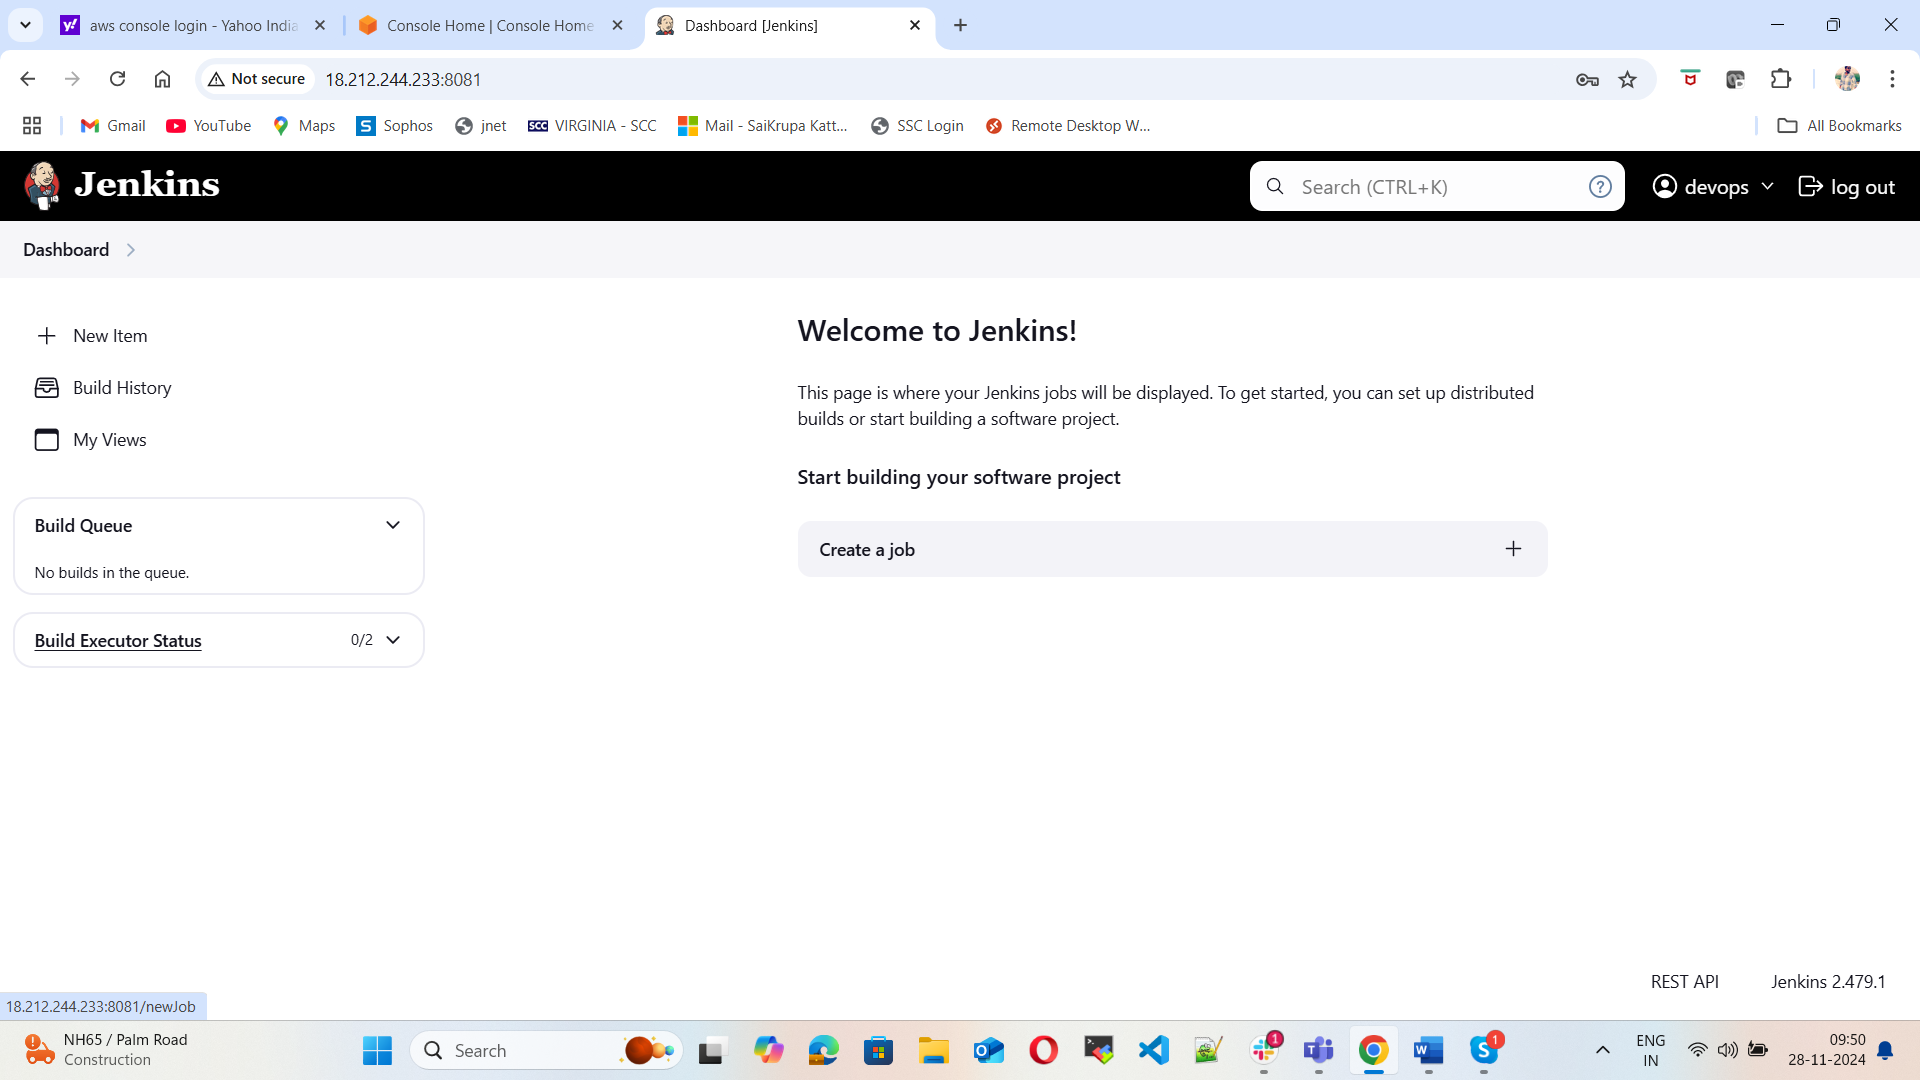 aws console login - Yahoo India
Console Home | Console Home
Dashboard [Jenkins]
Not secure
18.212.244.233:8081
Gmail
YouTube
Maps
Sophos
jnet
SCC
VIRGINIA - SCC
Mail - SaiKrupa Katt...
SSC Login
Remote Desktop W...
All Bookmarks
Jenkins
Search (CTRL+K)
?
devops
log out
Dashboard
New Item
Build History
My Views
Build Queue
No builds in the queue.
Build Executor Status
0/2
Welcome to Jenkins!
This page is where your Jenkins jobs will be displayed. To get started, you can set up distributed
builds or start building a software project.
Start building your software project
Create a job
REST API
Jenkins 2.479.1
18.212.244.233:8081/newJob
NH65 / Palm Road
Construction
Search
1
1
ENG
IN
09:50
28-11-2024